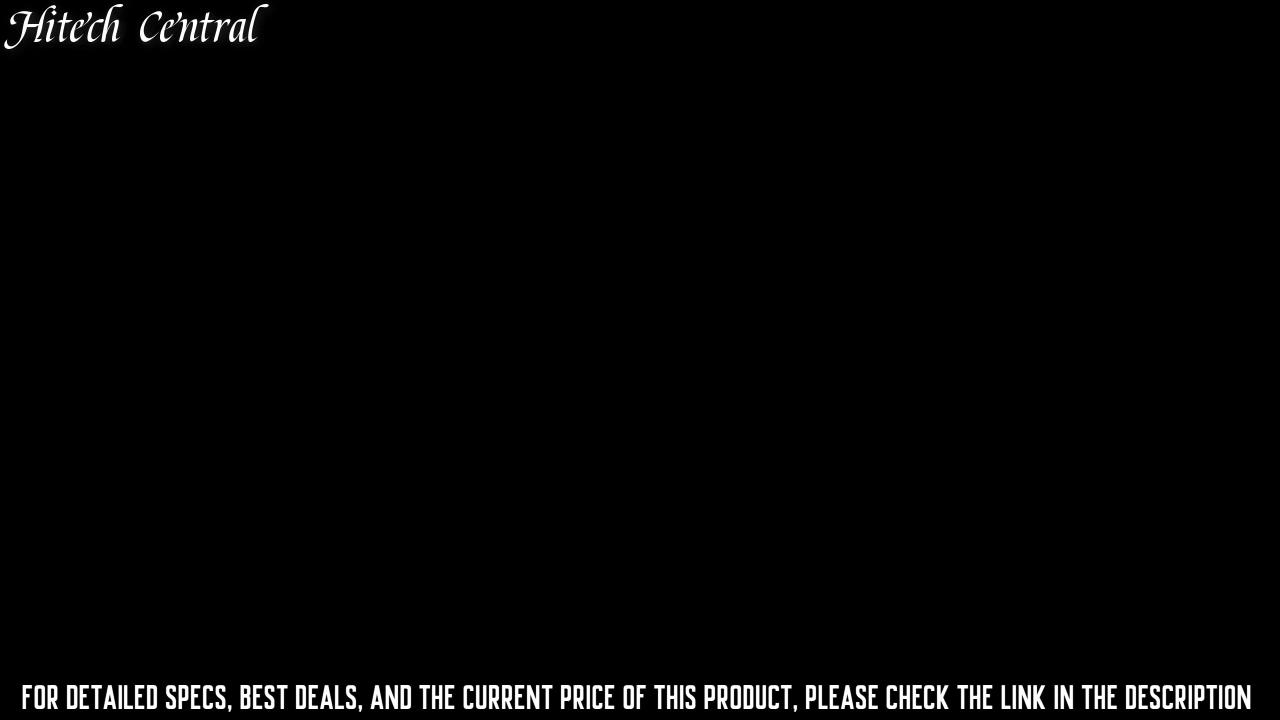 Hitech Central
FOR DETAILED SPECS, BEST DEALS, AND THE CURRENT PRICE OF THIS PRODUCT, PLEASE CHECK THE LINK IN THE DESCRIPTION